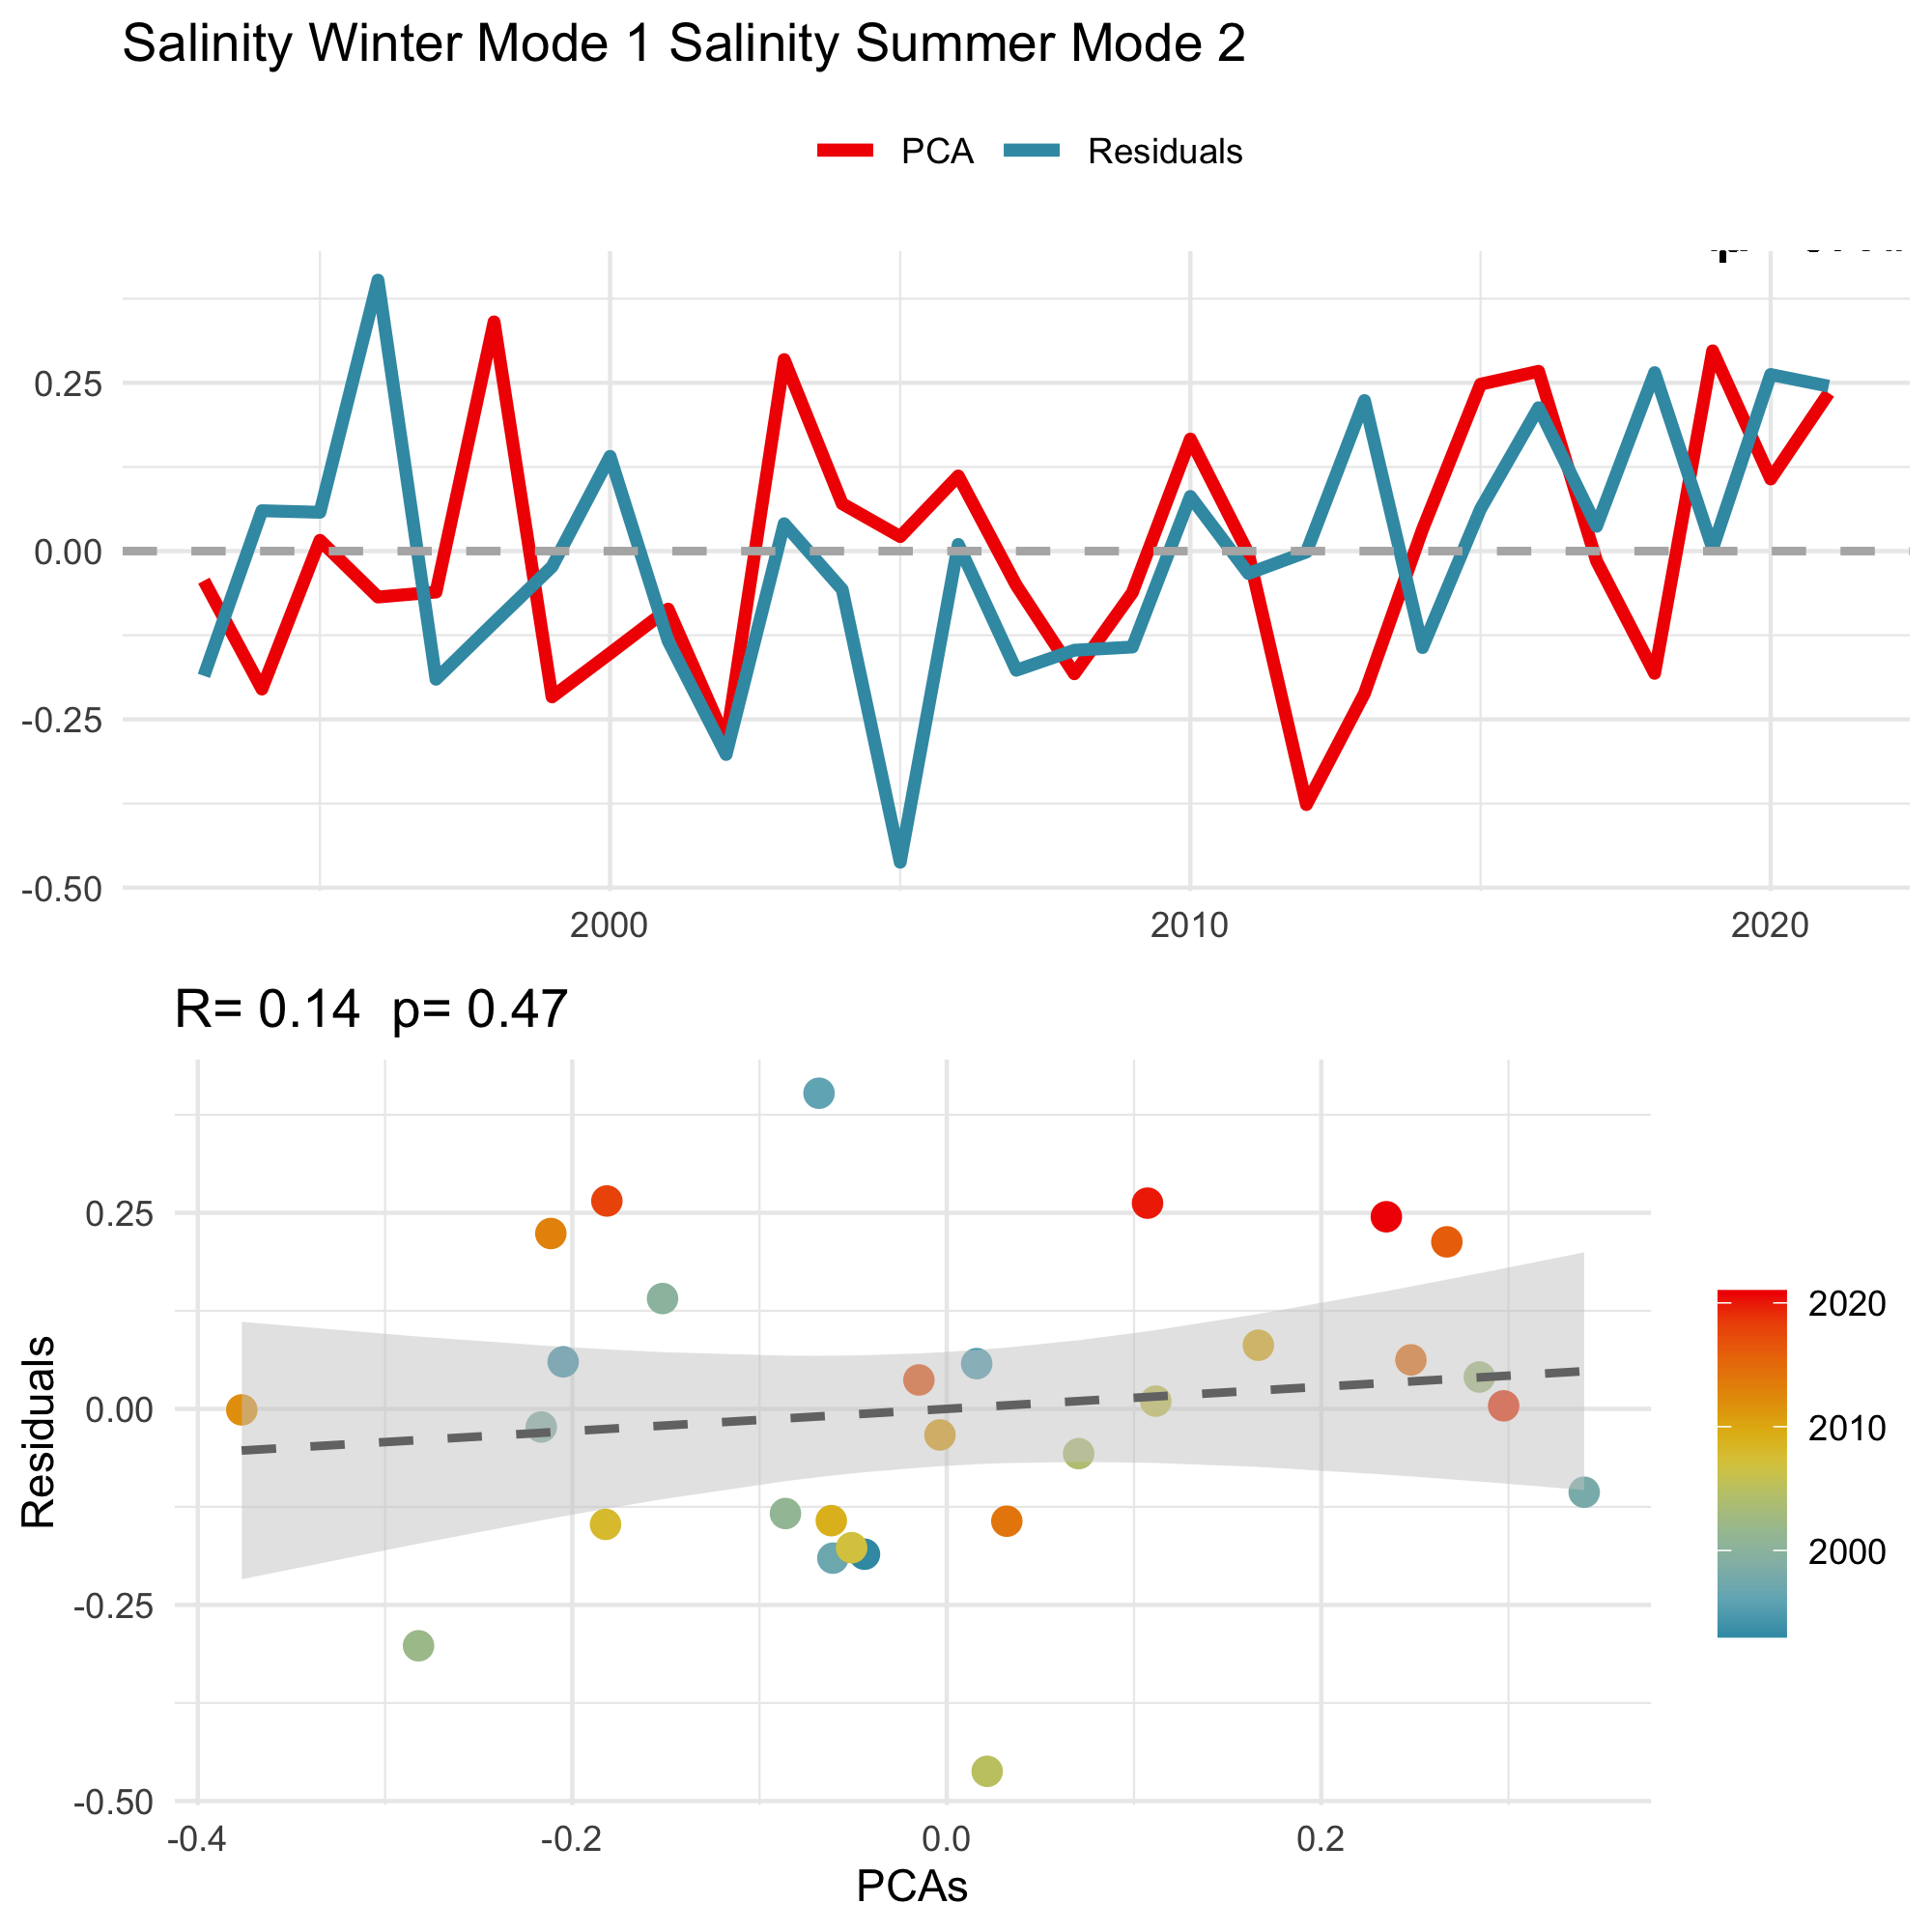 Salinity Winter Mode 1 Salinity Summer Mode 2
PCA Residuals
0.25
0.00
-0.25
-0.50
2000 2010 2020
R= 0.14 p= 0.47
Residuals
0.25
0.00
-0.25
-0.50
-0.4 -0.2 0.0 0.2
PCAs
2020
2010
2000